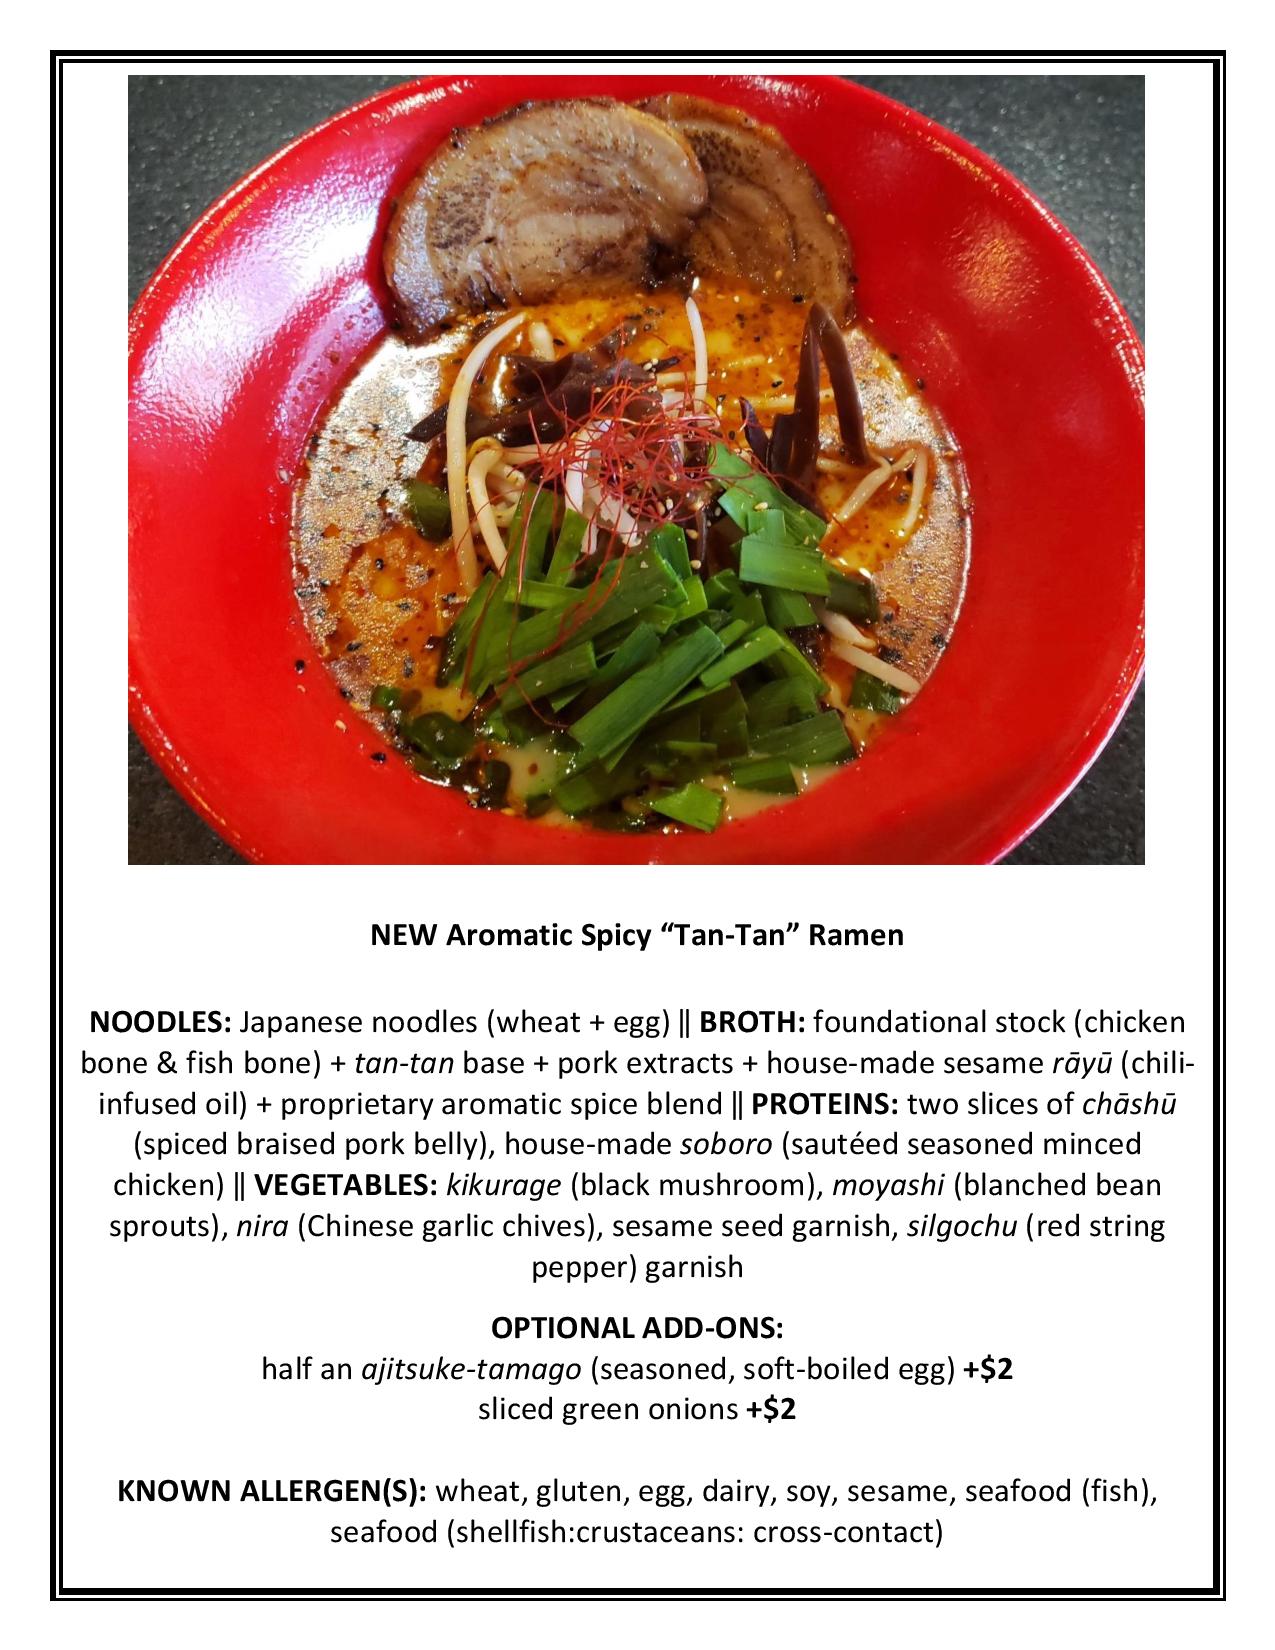 NEW Aromatic Spicy “Tan-Tan” Ramen
NOODLES: Japanese noodles (wheat + egg) ǁ BROTH: foundational stock (chicken
bone & fish bone) + tan-tan base + pork extracts + house-made sesame rāyū (chili-
infused oil) + proprietary aromatic spice blend ǁ PROTEINS: two slices of chāshū
(spiced braised pork belly), house-made soboro (sautéed seasoned minced
chicken) ǁ VEGETABLES: kikurage (black mushroom), moyashi (blanched bean
sprouts), nira (Chinese garlic chives), sesame seed garnish, silgochu (red string
pepper) garnish
OPTIONAL ADD-ONS:
half an ajitsuke-tamago (seasoned, soft-boiled egg) +$2
sliced green onions +$2
KNOWN ALLERGEN(S): wheat, gluten, egg, dairy, soy, sesame, seafood (fish),
seafood (shellfish:crustaceans: cross-contact)